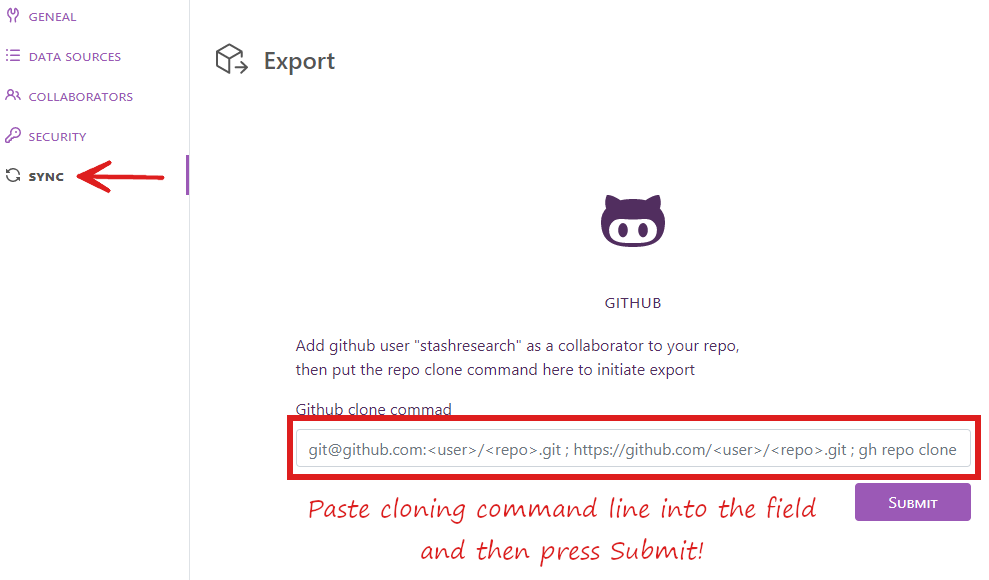 GENEAL
DATA SOURCES
COLLABORATORS
SECURITY
SYNC
Export
GITHUB
Add github user "stashresearch" as a collaborator to your repo,
then put the repo clone command here to initiate export
Github clone commad
git@github.com:<user>/<repo>.git ; https://github.com/<user>/<repo>.git ; gh repo clone
Paste cloning command line into the field
and then press Submit!
SUBMIT